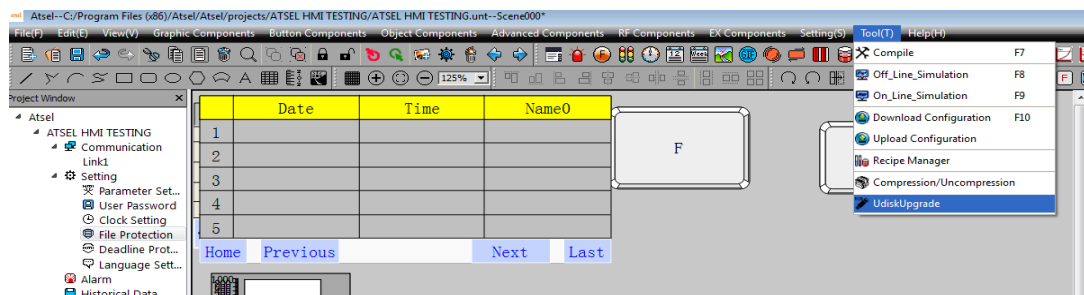 Atsel--C:/Program Files (x86)/Atsel/Atsel/projects/ATSEL HMI TESTING/ATSEL HMI TESTING.unt--Scene000*
File(F) Edit(E) View(V) Graphic Components Button Components Object Components Advanced Components RF Components EX Components Setting(S) Tool(T) Help(H)
125%
Project Window
Atsel
ATSEL HMI TESTING
Communication
Link1
Setting
Parameter Set...
User Password
Clock Setting
File Protection
Deadline Prot...
Language Sett...
Alarm
Historical Data
Date Time Name0
1
2
3
4
5
Home Previous Next Last
F
Compile F7
Off_Line_Simulation F8
On_Line_Simulation F9
Download Configuration F10
Upload Configuration
Recipe Manager
Compression/Uncompression
UdiskUpgrade